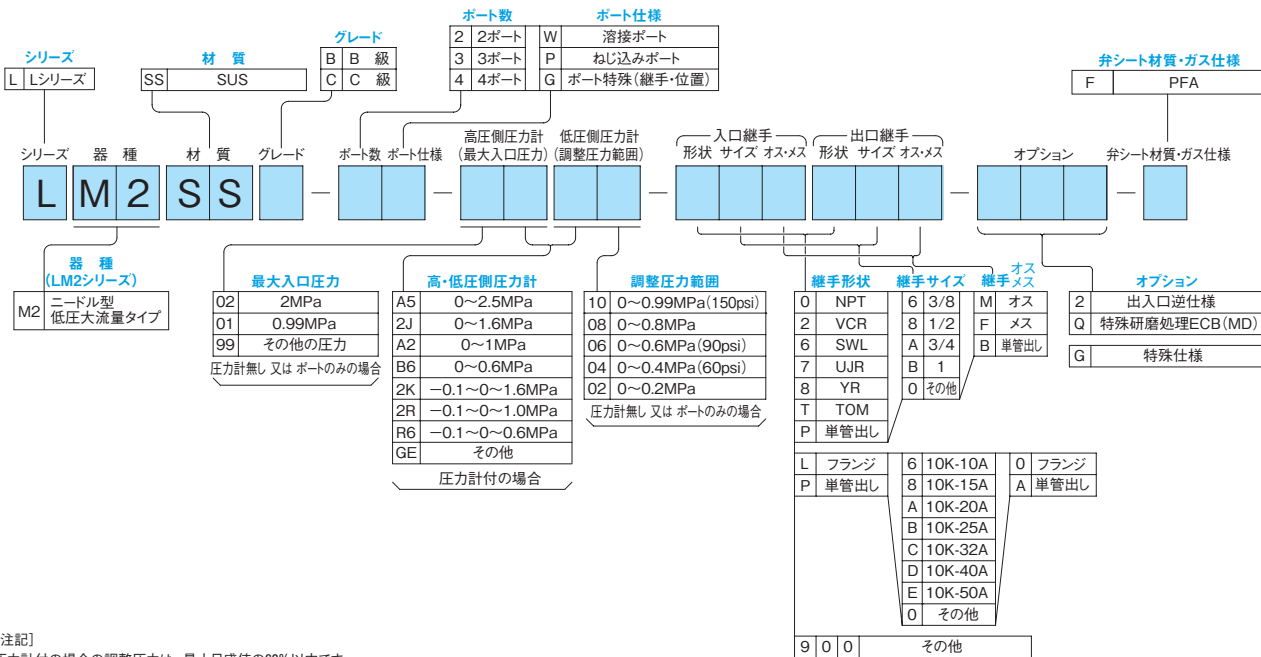 ポート数
ポート仕様
2 2ポート W 溶接ポート
3 3ポート P ねじ込みポート
4 4ポート G ポート特殊(継手・位置)
グレード
B B 級
C C 級
シリーズ
L Lシリーズ
材 質
SS SUS
弁シート材質・ガス仕様
F PFA
シリーズ 器 種 材 質 グレード ポート数 ポート仕様
高圧側圧力計
(最大入口圧力)
低圧側圧力計
(調整圧力範囲)
入口継手
形状 サイズ オス・メス
出口継手
形状 サイズ オス・メス
オプション
弁シート材質・ガス仕様
L M 2 S S — — — — —
器 種
(LM2シリーズ)
M2 ニードル型
低圧大流量タイプ
最大入口圧力
02 2MPa
01 0.99MPa
99 その他の圧力
圧力計無し 又は ポートのみの場合
高・低圧側圧力計
A5 0~2.5MPa
2J 0~1.6MPa
A2 0~1MPa
B6 0~0.6MPa
2K −0.1~0~1.6MPa
2R −0.1~0~1.0MPa
R6 −0.1~0~0.6MPa
GE その他
圧力計付の場合
調整圧力範囲
10 0~0.99MPa(150psi)
08 0~0.8MPa
06 0~0.6MPa(90psi)
04 0~0.4MPa(60psi)
02 0~0.2MPa
圧力計無し 又は ポートのみの場合
継手形状
0 NPT
2 VCR
6 SWL
7 UJR
8 YR
T TOM
P 単管出し
継手サイズ
6 3/8
8 1/2
A 3/4
B 1
0 その他
継手 オス
メス
M オス
F メス
B 単管出し
オプション
2 出入口逆仕様
Q 特殊研磨処理ECB(MD)
G 特殊仕様
L フランジ
P 単管出し
6 10K-10A
8 10K-15A
A 10K-20A
B 10K-25A
C 10K-32A
D 10K-40A
E 10K-50A
0 その他
0 フランジ
A 単管出し
9 0 0 その他
注記]